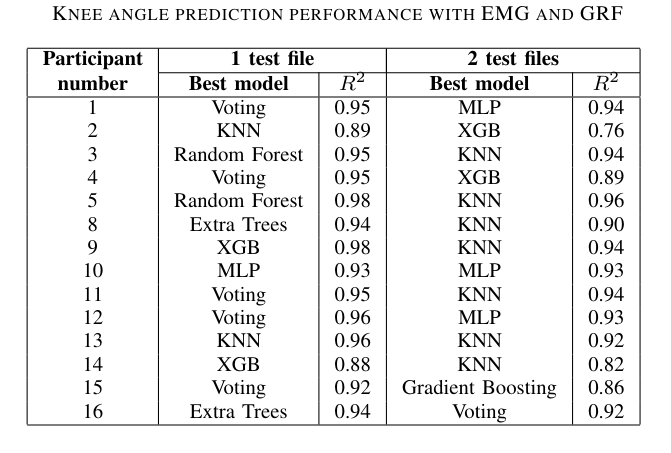 KNEE ANGLE PREDICTION PERFORMANCE WITH EMG AND GRF
Participant number 1 test file 2 test files
Best model R² Best model R²
1 Voting 0.95 MLP 0.94
2 KNN 0.89 XGB 0.76
3 Random Forest 0.95 KNN 0.94
4 Voting 0.95 XGB 0.89
5 Random Forest 0.98 KNN 0.96
8 Extra Trees 0.94 KNN 0.90
9 XGB 0.98 KNN 0.94
10 MLP 0.93 MLP 0.93
11 Voting 0.95 KNN 0.94
12 Voting 0.96 MLP 0.93
13 KNN 0.96 KNN 0.92
14 XGB 0.88 KNN 0.82
15 Voting 0.92 Gradient Boosting 0.86
16 Extra Trees 0.94 Voting 0.92